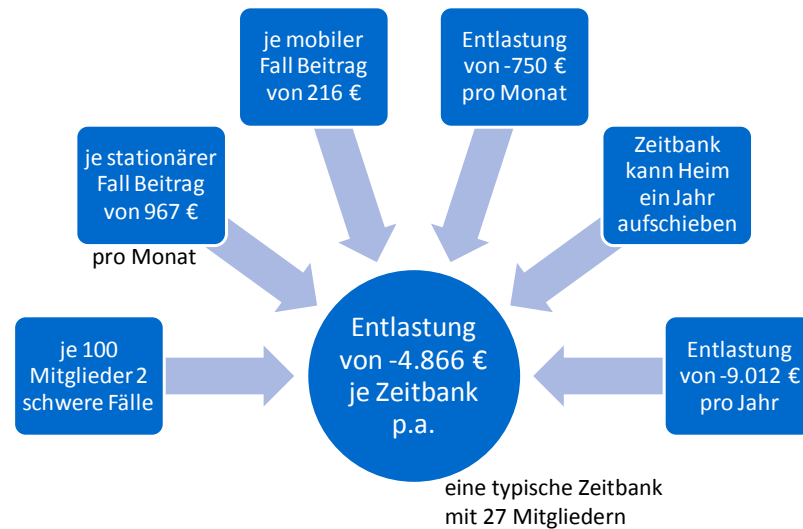 je mobiler
Fall Beitrag
von 216 €
Entlastung
von -750 €
pro Monat
je stationärer
Fall Beitrag
von 967 €
pro Monat
Zeitbank
kann Heim
ein Jahr
aufschieben
je 100
Mitglieder 2
schwere Fälle
Entlastung
von -4.866 €
je Zeitbank
p.a.
Entlastung
von -9.012 €
pro Jahr
eine typische Zeitbank
mit 27 Mitgliedern